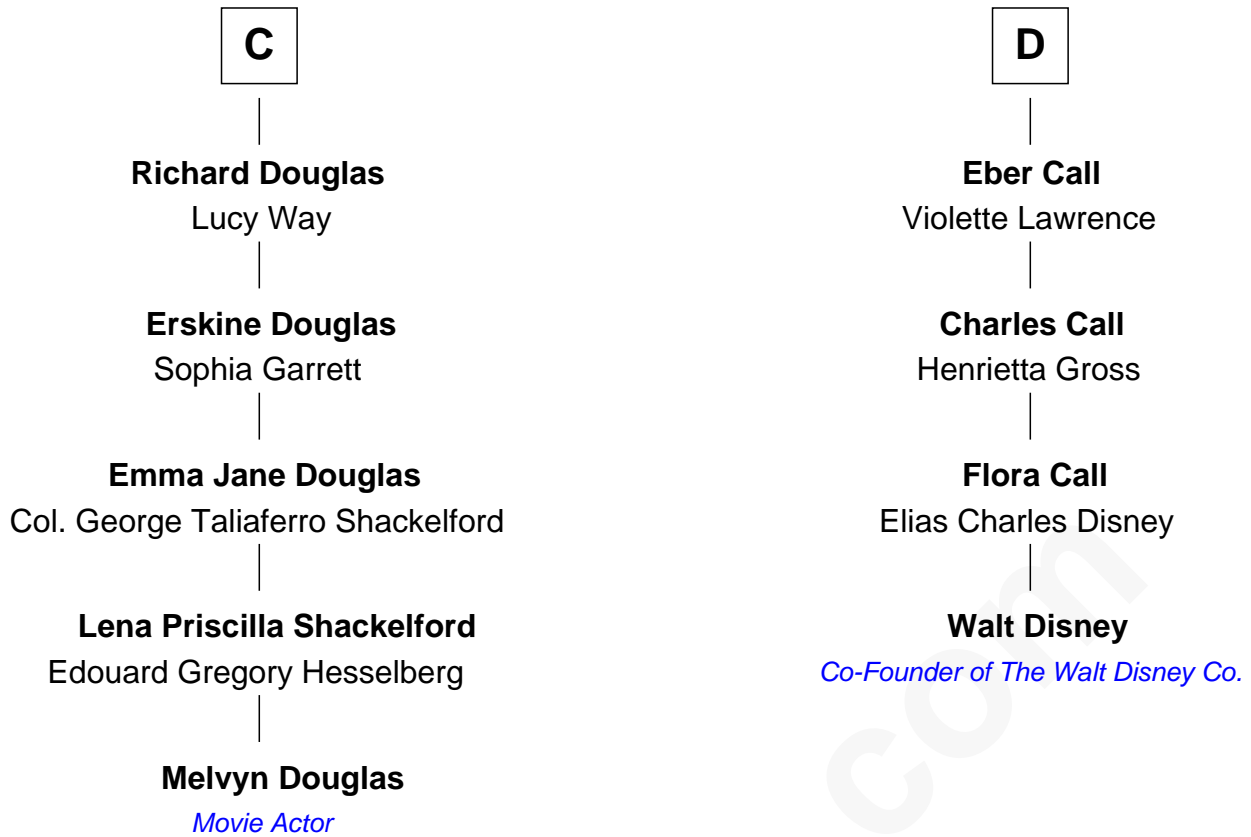 C
Richard Douglas
Lucy Way
Erskine Douglas
Sophia Garrett
Emma Jane Douglas
Col. George Taliaferro Shackelford
Lena Priscilla Shackelford
Edouard Gregory Hesselberg
Melvyn Douglas
Movie Actor
D
Eber Call
Violette Lawrence
Charles Call
Henrietta Gross
Flora Call
Elias Charles Disney
Walt Disney
Co-Founder of The Walt Disney Co.
com